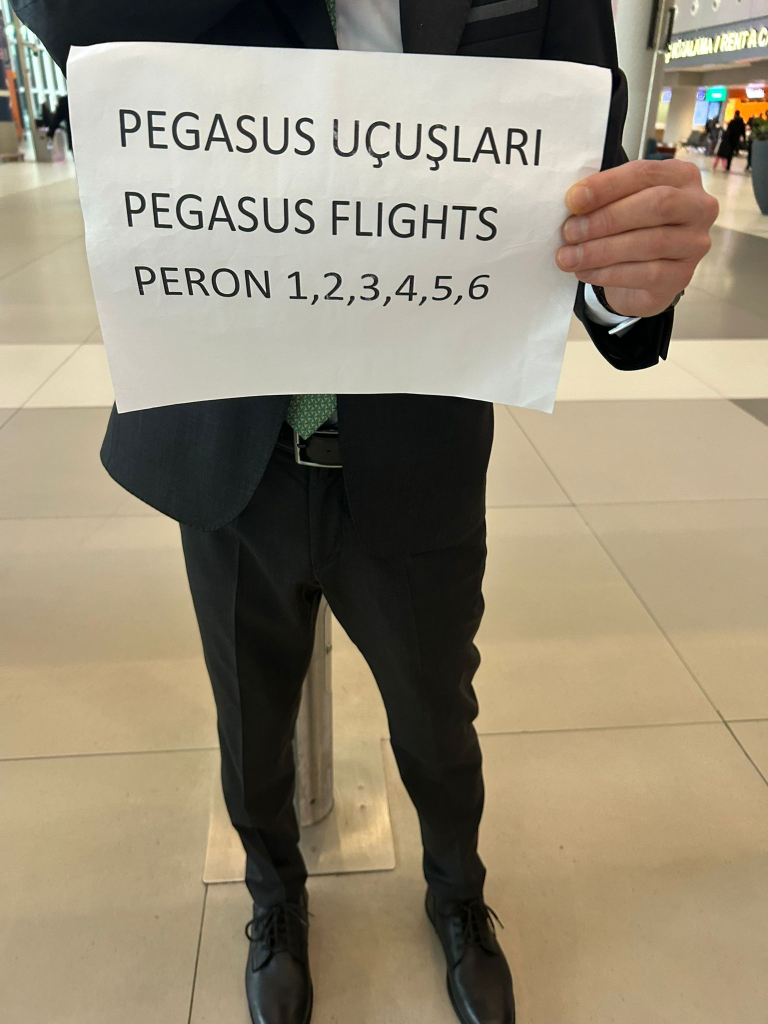 PEGASUS UÇUŞLARI
PEGASUS FLIGHTS
PERON 1,2,3,4,5,6